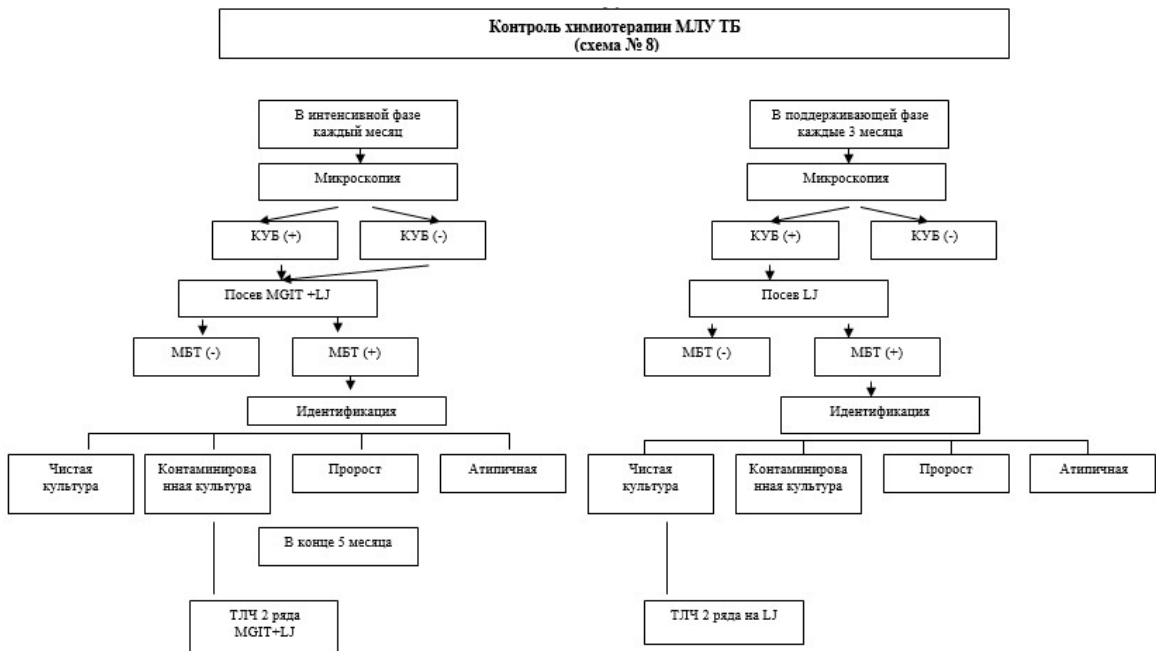 Контроль химиотерапии МЛУ ТБ
(схема № 8)
В интенсивной фазе
каждый месяц
В поддерживающей фазе
каждые 3 месяца
Микроскопия
Микроскопия
КУБ (+)
КУБ (-)
КУБ (+)
КУБ (-)
Посев MGIT +LJ
Посев LJ
МБТ (-)
МБТ (+)
МБТ (-)
МБТ (+)
Идентификация
Идентификация
Чистая
культура
Контаминирова
нная культура
Пророст
Атипичная
Чистая
культура
Контаминирова
нная культура
Пророст
Атипичная
В конце 5 месяца
ТЛЧ 2 ряда
MGIT+LJ
ТЛЧ 2 ряда на LJ